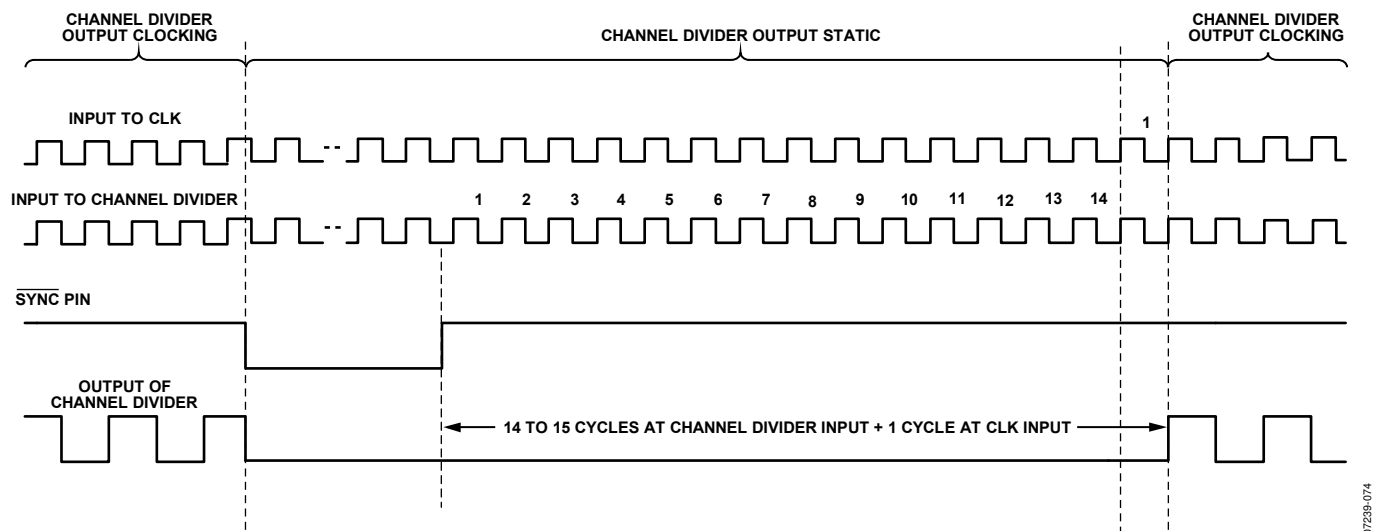 CHANNEL DIVIDER
OUTPUT CLOCKING
CHANNEL DIVIDER OUTPUT STATIC
CHANNEL DIVIDER
OUTPUT CLOCKING
INPUT TO CLK
1
INPUT TO CHANNEL DIVIDER
1 2 3 4 5 6 7 8 9 10 11 12 13 14
SYNC PIN
OUTPUT OF
CHANNEL DIVIDER
14 TO 15 CYCLES AT CHANNEL DIVIDER INPUT + 1 CYCLE AT CLK INPUT
07239-074